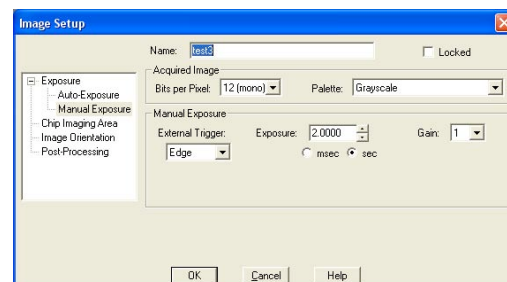 Image Setup
Name: test3 Locked
Exposure
Auto-Exposure
Manual Exposure
Chip Imaging Area
Image Orientation
Post-Processing
Acquired Image
Bits per Pixel: 12 (mono) Palette: Grayscale
Manual Exposure
External Trigger: Exposure: 2.0000 Gain: 1
Edge msec sec
OK Cancel Help